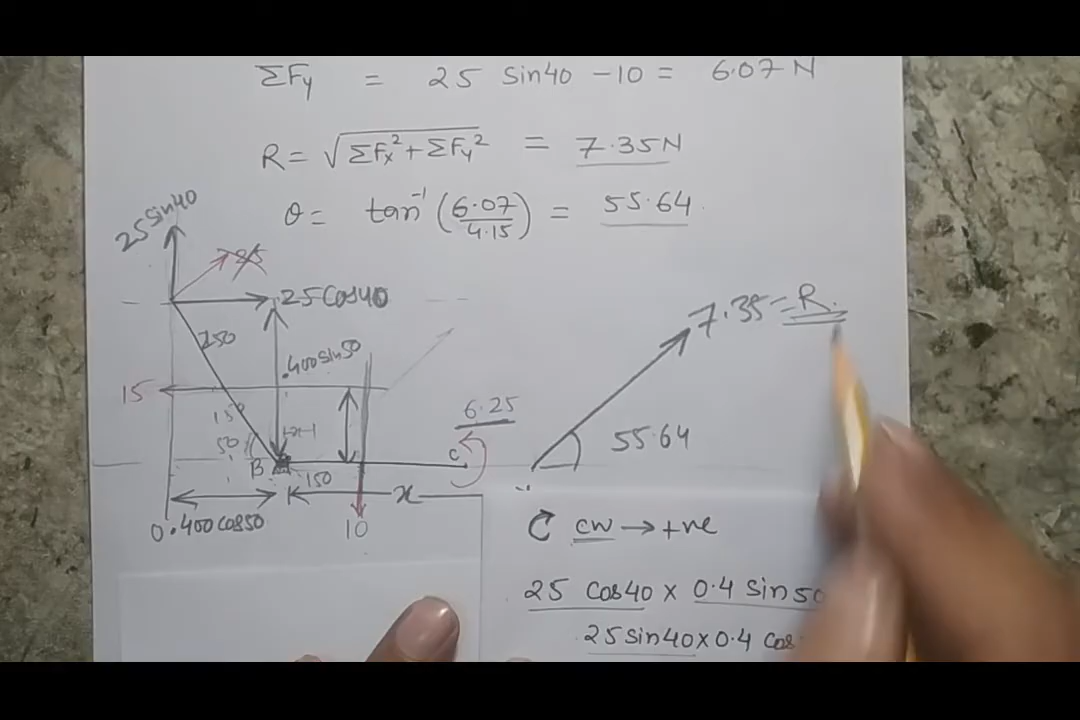 ΣFy = 25 sin40 - 10 = 6.07 N
R = √ΣFx² + ΣFy² = 7.35N
θ = tan⁻¹ (6.07/4.15) = 55.64
25 sin40
25 Cos40
250
.400 sin50
7.35 = R.
15
150
6.25
55.64
50
B
150
C
x
0.400 cos50
10
cw → +ve
25 cos40 × 0.4 sin50
25 sin40 × 0.4 cos